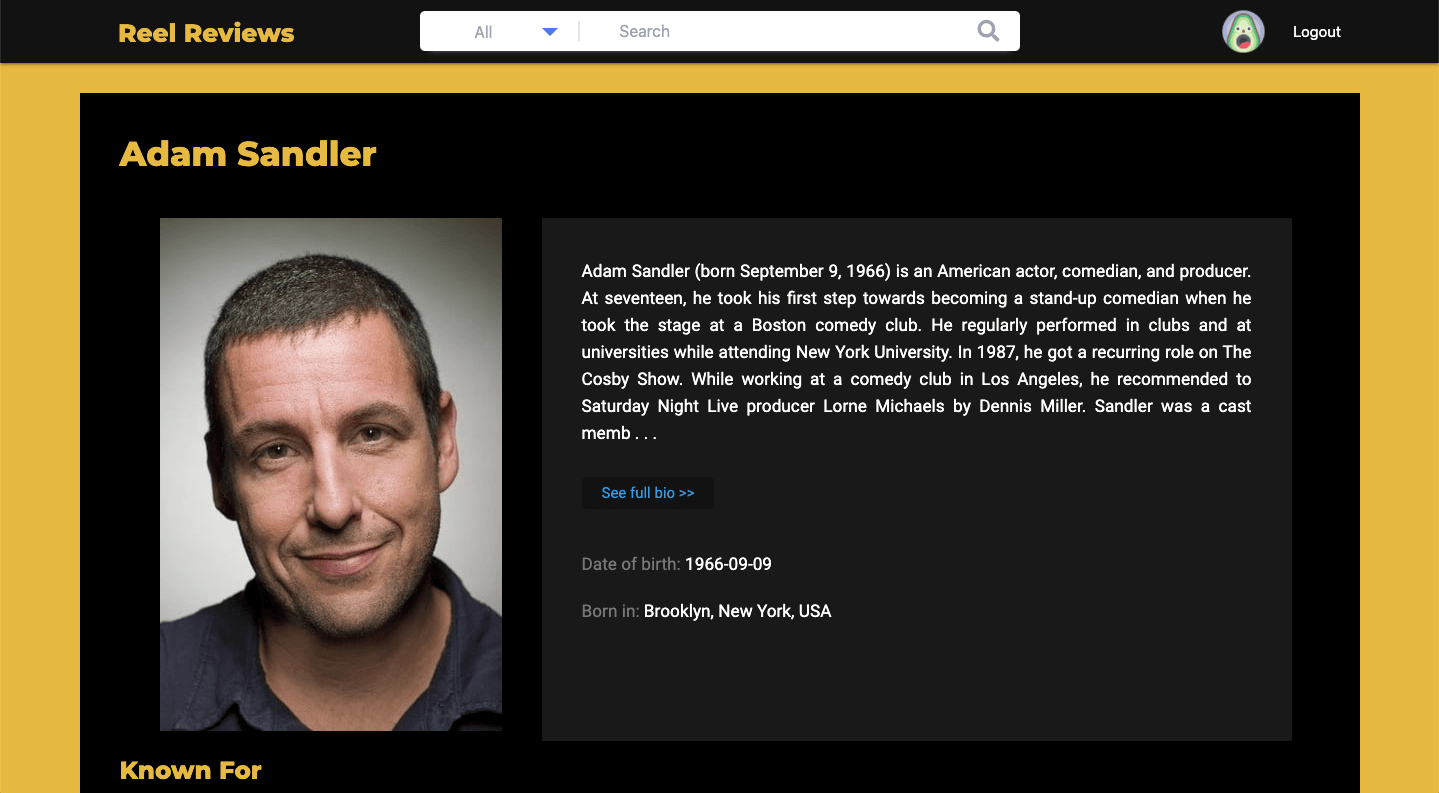 Reel Reviews
All
Search
Logout
Adam Sandler
Adam Sandler (born September 9, 1966) is an American actor, comedian, and producer.
At seventeen, he took his first step towards becoming a stand-up comedian when he
took the stage at a Boston comedy club. He regularly performed in clubs and at
universities while attending New York University. In 1987, he got a recurring role on The
Cosby Show. While working at a comedy club in Los Angeles, he recommended to
Saturday Night Live producer Lorne Michaels by Dennis Miller. Sandler was a cast
memb . . .
See full bio >>
Date of birth: 1966-09-09
Born in: Brooklyn, New York, USA
Known For